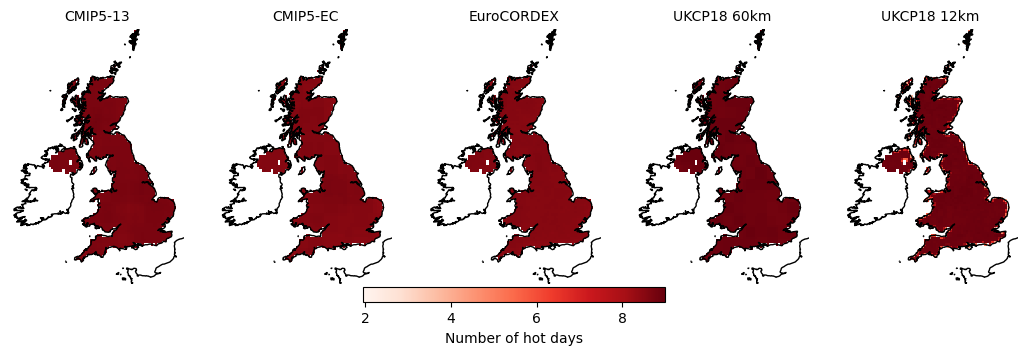 CMIP5-13 CMIP5-EC EuroCORDEX UKCP18 60km UKCP18 12km
2 4 6 8
Number of hot days